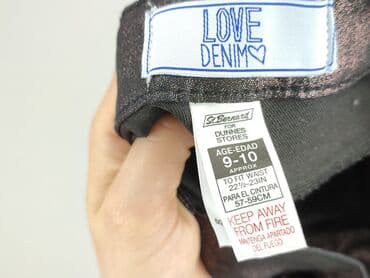 LOVE
DENIM♡
St Bernard
FOR
DUNNES
STORES
AGE-EDAD
9-10
APPROX
TO FIT WAIST
22½-23IN
PARA EL CINTURA
57-59CM
KEEP AWAY
FROM FIRE
MANTENGA APARTADO
DEL FUEGO